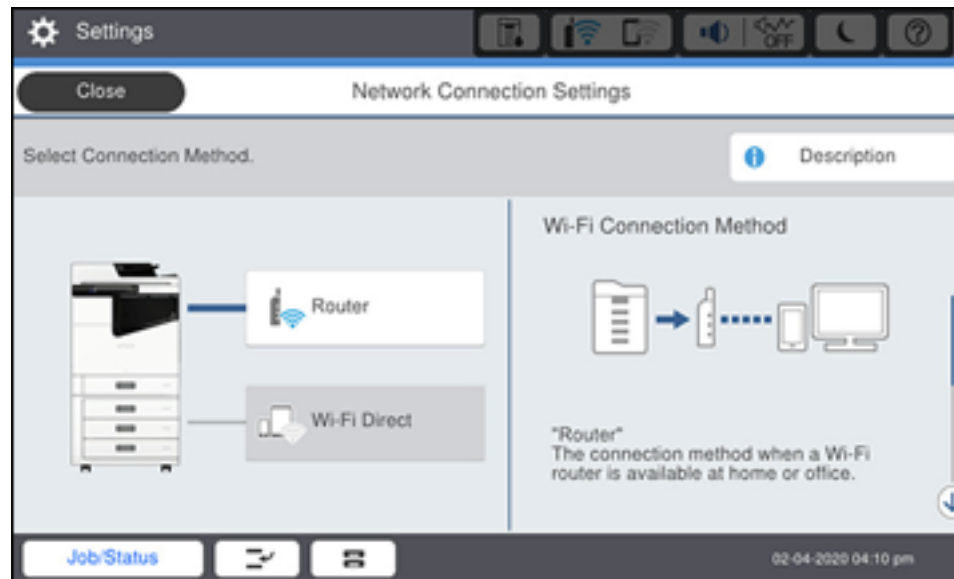 Settings
OFF
Close
Network Connection Settings
Select Connection Method.
Description
Wi-Fi Connection Method
Router
Wi-Fi Direct
"Router"
The connection method when a Wi-Fi
router is available at home or office.
Job/Status
02-04-2020 04:10 pm